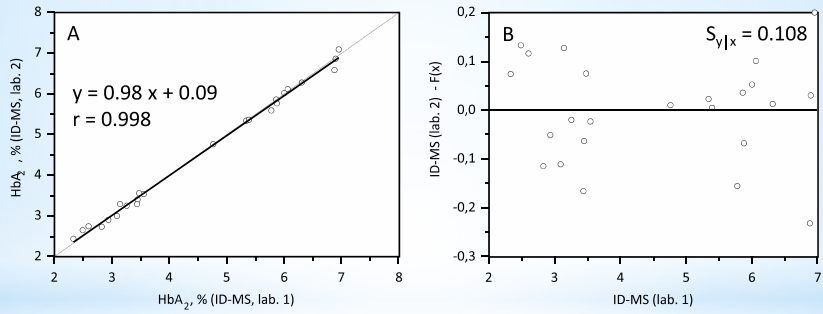 A
y = 0.98 x + 0.09
r = 0.998
HbA2, % (ID-MS, lab. 2)
8
7
6
5
4
3
2
2 3 4 5 6 7 8
HbA2, % (ID-MS, lab. 1)
B
Sy|x = 0.108
ID-MS (lab. 2) - F(x)
0,2
0,1
0,0
-0,1
-0,2
-0,3
2 3 4 5 6 7
ID-MS (lab. 1)